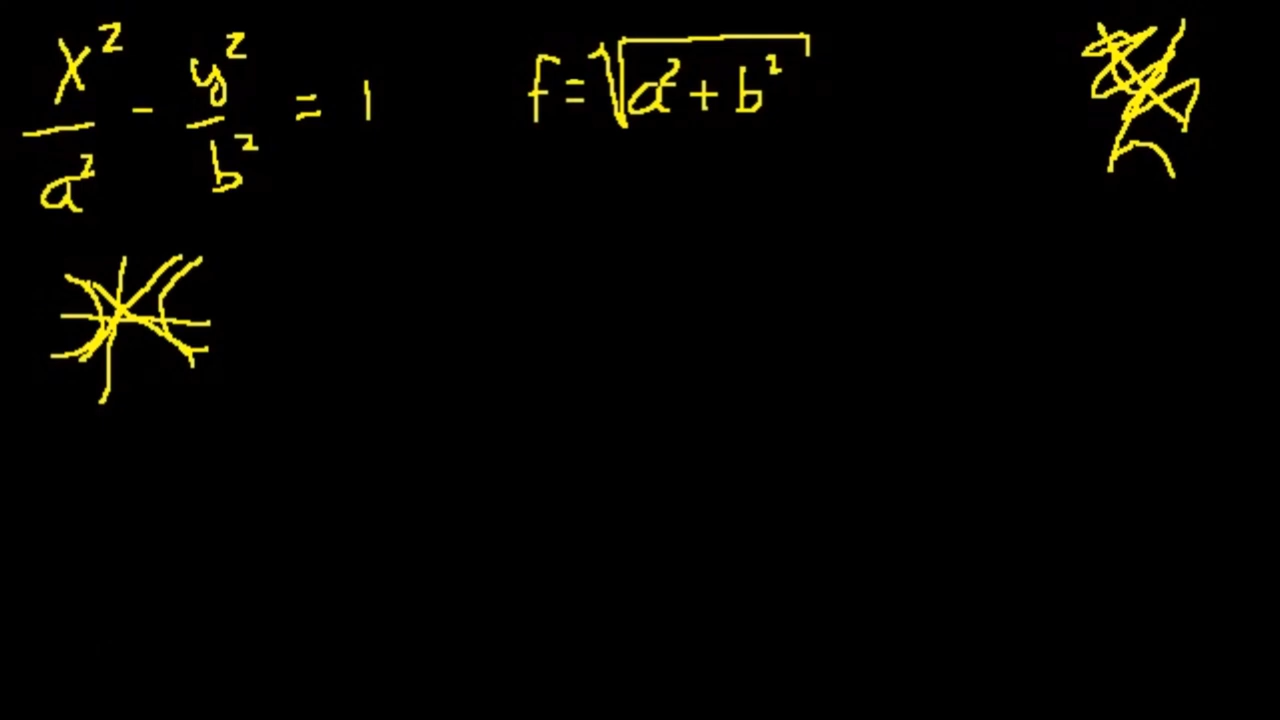 x²/a² - y²/b² = 1
f = √(a² + b²)